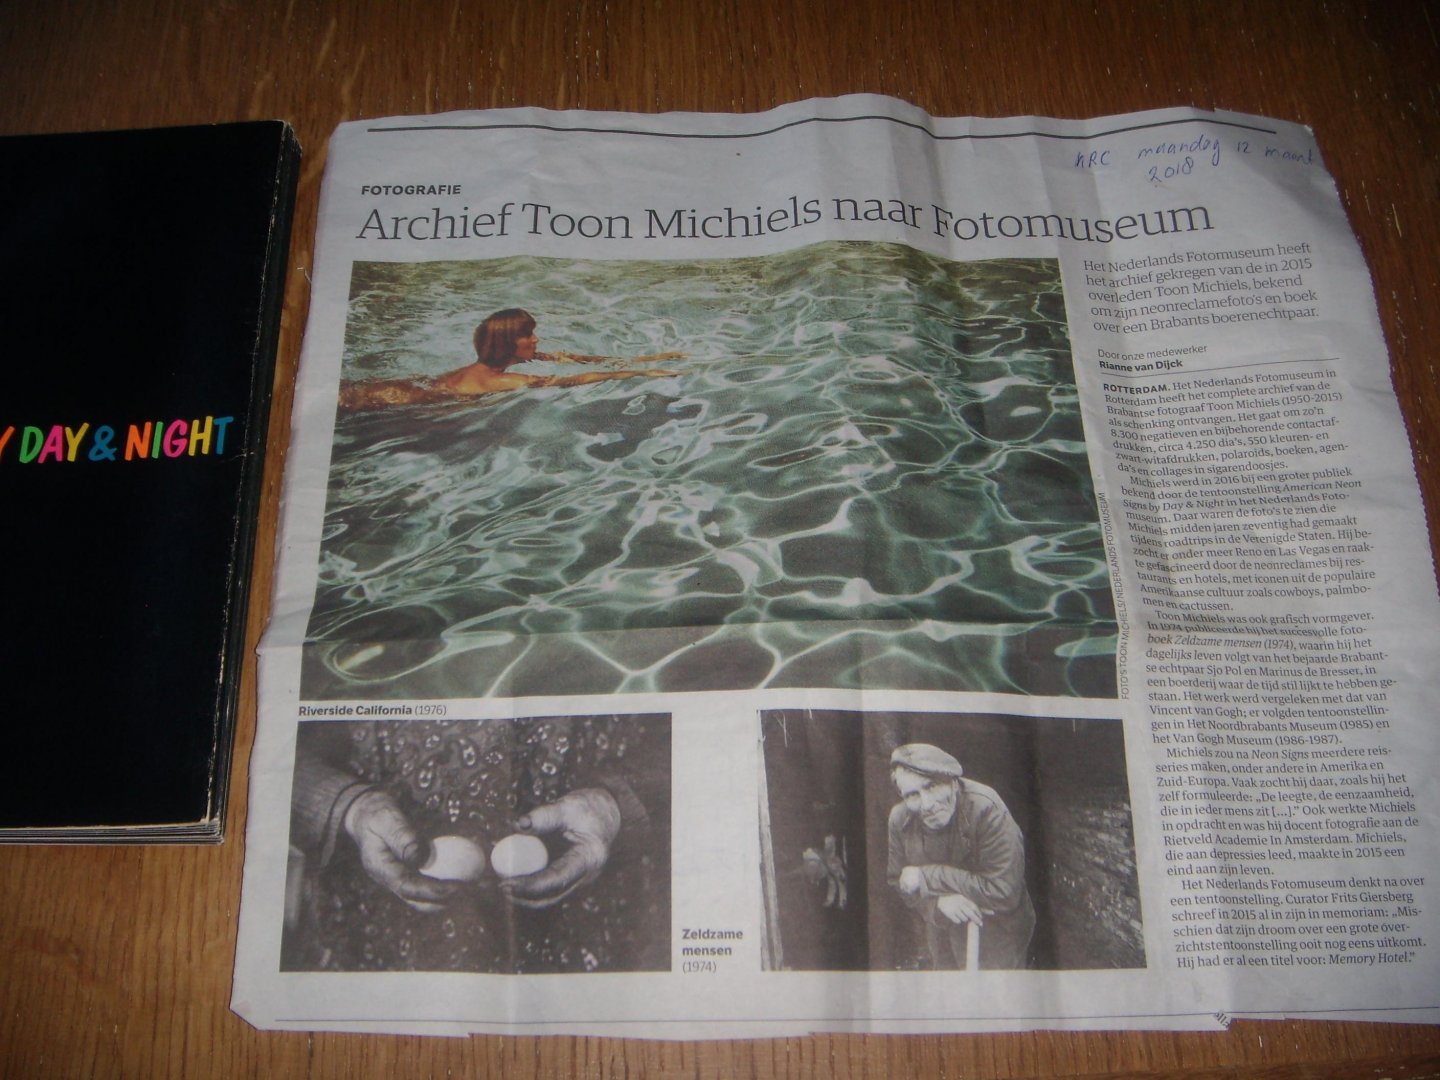 Y DAY & NIGHT
NRC maandag 12 maart
2018
FOTOGRAFIE
Archief Toon Michiels naar Fotomuseum
Het Nederlands Fotomuseum heeft
het archief gekregen van de in 2015
overleden Toon Michiels, bekend
om zijn neonreclamefoto's en boek
over een Brabants boerenechtpaar.
Door onze medewerker
Rianne van Dijck
ROTTERDAM. Het Nederlands Fotomuseum in
Rotterdam heeft het complete archief van de
Brabantse fotograaf Toon Michiels (1950-2015)
als schenking ontvangen. Het gaat om zo'n
8.300 negatieven en bijbehorende contactaf-
drukken, circa 4.250 dia's, 550 kleuren- en
zwart-witafdrukken, polaroids, boeken, agen-
da's en collages in sigarendoosjes.
Michiels werd in 2016 bij een groter publiek
bekend door de tentoonstelling American Neon
Signs by Day & Night in het Nederlands Foto-
museum. Daar waren de foto's te zien die
Michiels midden jaren zeventig had gemaakt
tijdens roadtrips in de Verenigde Staten. Hij be-
zocht er onder meer Reno en Las Vegas en raak-
te gefascineerd door de neonreclames bij res-
taurants en hotels, met iconen uit de populaire
Amerikaanse cultuur zoals cowboys, palmbo-
men en cactussen.
Toon Michiels was ook grafisch vormgever.
In 1974 publiceerde hij het succesvolle foto-
boek Zeldzame mensen (1974), waarin hij het
dagelijks leven volgt van het bejaarde Brabant-
se echtpaar Sjo Pol en Marinus de Bresser, in
een boerderij waar de tijd stil lijkt te hebben ge-
staan. Het werk werd vergeleken met dat van
Vincent van Gogh; er volgden tentoonstellin-
gen in Het Noordbrabants Museum (1985) en
het Van Gogh Museum (1986-1987).
Michiels zou na Neon Signs meerdere reis-
series maken, onder andere in Amerika en
Zuid-Europa. Vaak zocht hij daar, zoals hij het
zelf formuleerde: „De leegte, de eenzaamheid,
die in ieder mens zit [...].” Ook werkte Michiels
in opdracht en was hij docent fotografie aan de
Rietveld Academie in Amsterdam. Michiels,
die aan depressies leed, maakte in 2015 een
eind aan zijn leven.
Het Nederlands Fotomuseum denkt na over
een tentoonstelling. Curator Frits Giersberg
schreef in 2015 al in zijn in memoriam: „Mis-
schien dat zijn droom over een grote over-
zichtstentoonstelling ooit nog eens uitkomt.
Hij had er al een titel voor: Memory Hotel.”
FOTO'S TOON MICHIELS/ NEDERLANDS FOTOMUSEUM
Riverside California (1976)
Zeldzame
mensen
(1974)